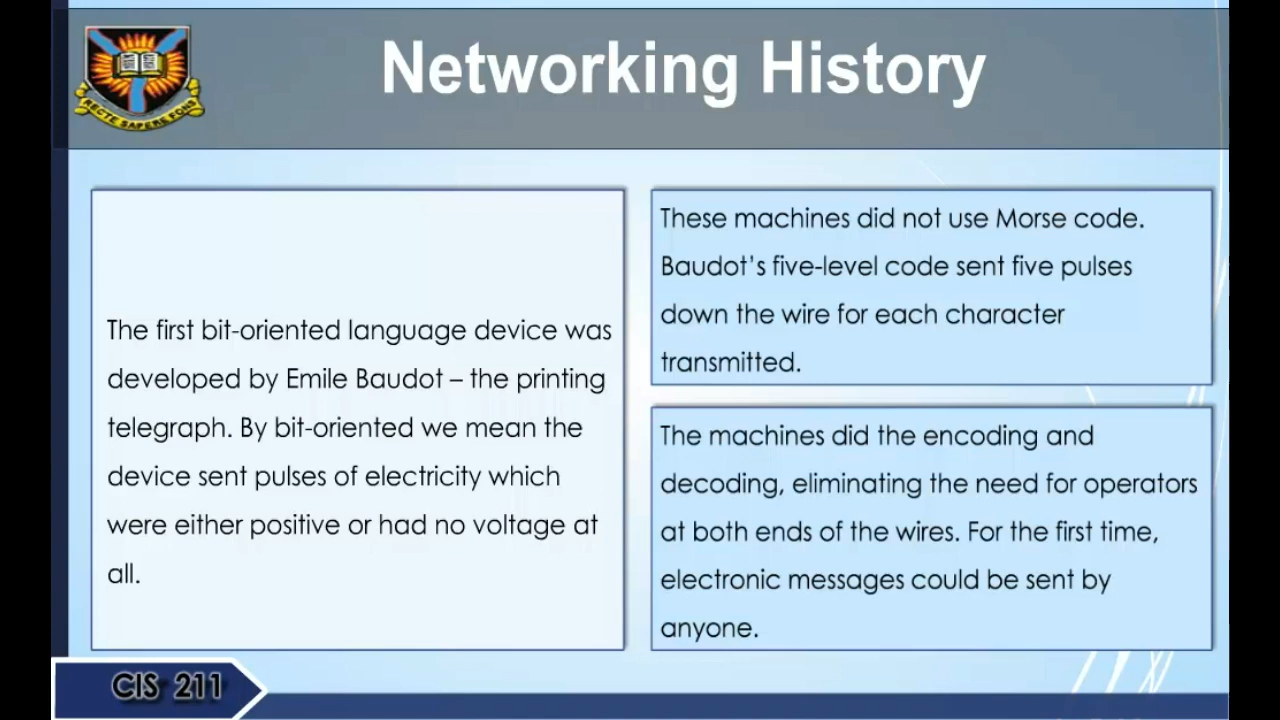 Networking History
RECTE SAPERE FONS
The first bit-oriented language device was
developed by Emile Baudot – the printing
telegraph. By bit-oriented we mean the
device sent pulses of electricity which
were either positive or had no voltage at
all.
These machines did not use Morse code.
Baudot’s five-level code sent five pulses
down the wire for each character
transmitted.
The machines did the encoding and
decoding, eliminating the need for operators
at both ends of the wires. For the first time,
electronic messages could be sent by
anyone.
CIS 211